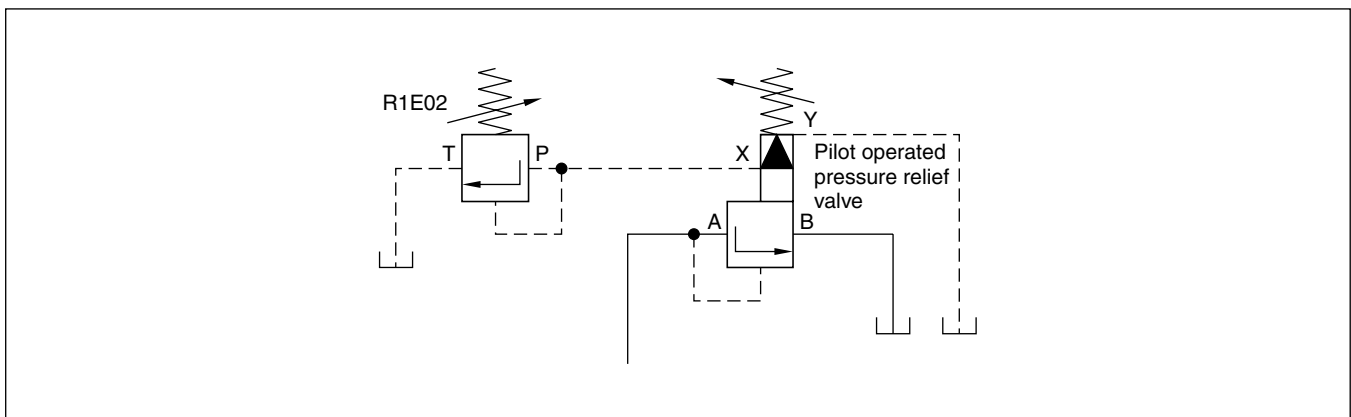 R1E02
T
P
X
Y
Pilot operated
pressure relief
valve
A
B